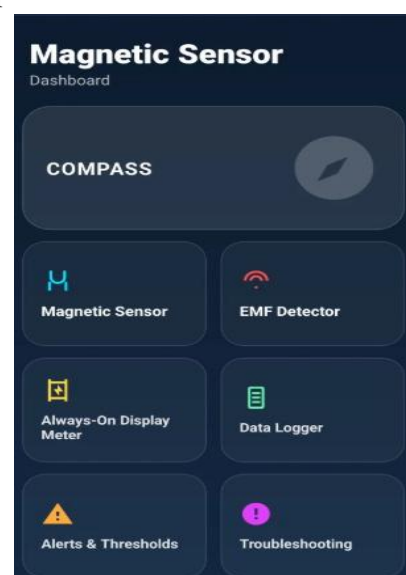 Magnetic Sensor
Dashboard
COMPASS
Magnetic Sensor
EMF Detector
Always-On Display
Meter
Data Logger
Alerts & Thresholds
Troubleshooting